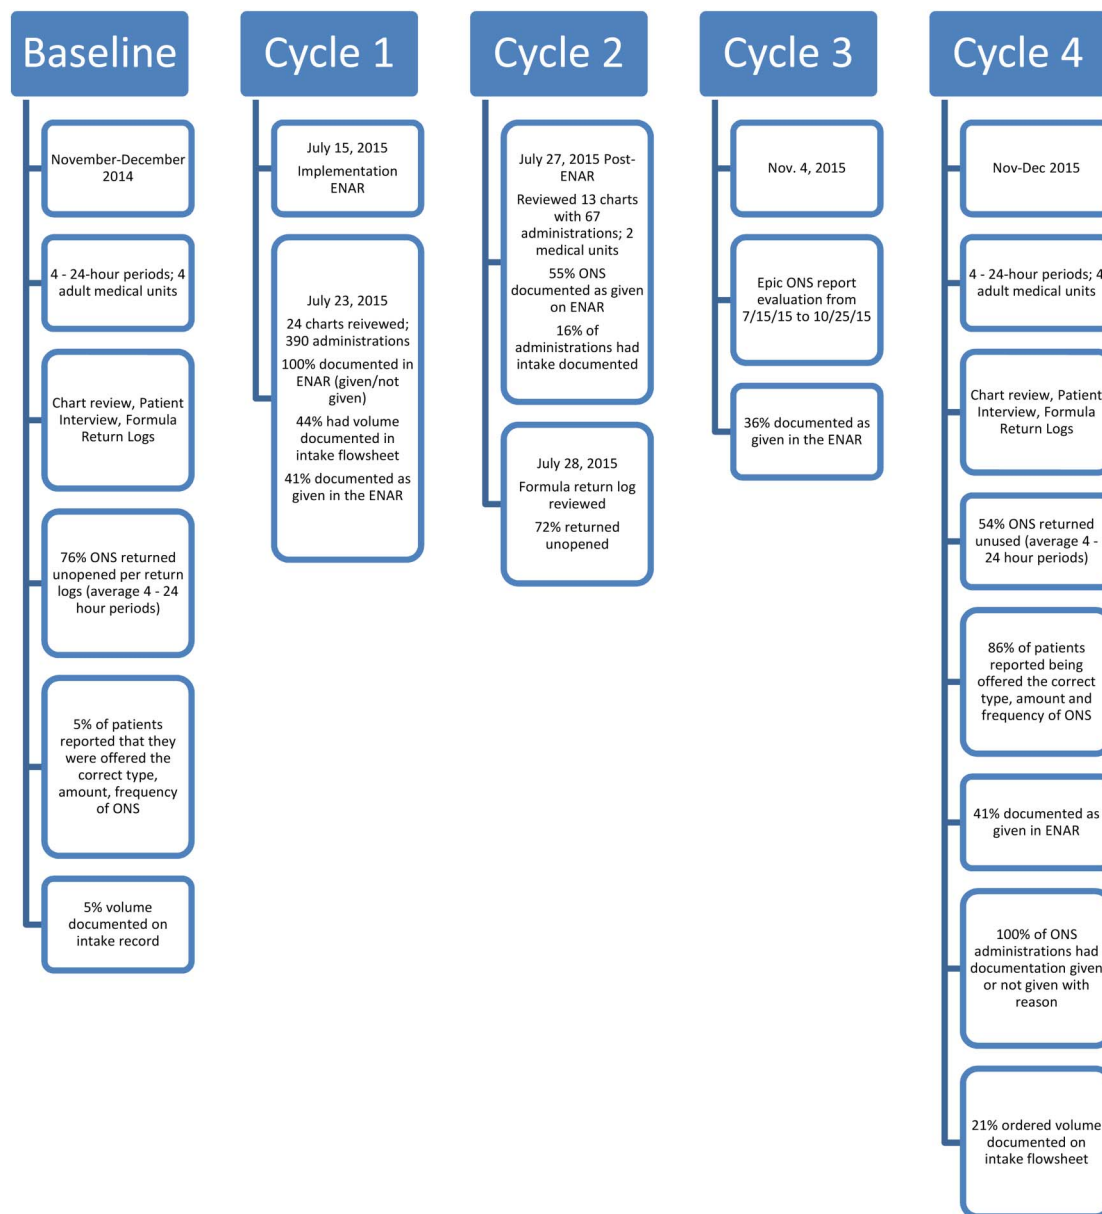 Baseline
November-December
2014
4 - 24-hour periods; 4
adult medical units
Chart review, Patient
Interview, Formula
Return Logs
76% ONS returned
unopened per return
logs (average 4 - 24
hour periods)
5% of patients
reported that they
were offered the
correct type,
amount, frequency
of ONS
5% volume
documented on
intake record
Cycle 1
July 15, 2015
Implementation
ENAR
July 23, 2015
24 charts reivewed;
390 administrations
100% documented in
ENAR (given/not
given)
44% had volume
documented in
intake flowsheet
41% documented as
given in the ENAR
Cycle 2
July 27, 2015 Post-
ENAR
Reviewed 13 charts
with 67
administrations; 2
medical units
55% ONS
documented as given
on ENAR
16% of
administrations had
intake documented
July 28, 2015
Formula return log
reviewed
72% returned
unopened
Cycle 3
Nov. 4, 2015
Epic ONS report
evaluation from
7/15/15 to 10/25/15
36% documented as
given in the ENAR
Cycle 4
Nov-Dec 2015
4 - 24-hour periods; 4
adult medical units
Chart review, Patient
Interview, Formula
Return Logs
54% ONS returned
unused (average 4 -
24 hour periods)
86% of patients
reported being
offered the correct
type, amount and
frequency of ONS
41% documented as
given in ENAR
100% of ONS
administrations had
documentation given
or not given with
reason
21% ordered volume
documented on
intake flowsheet